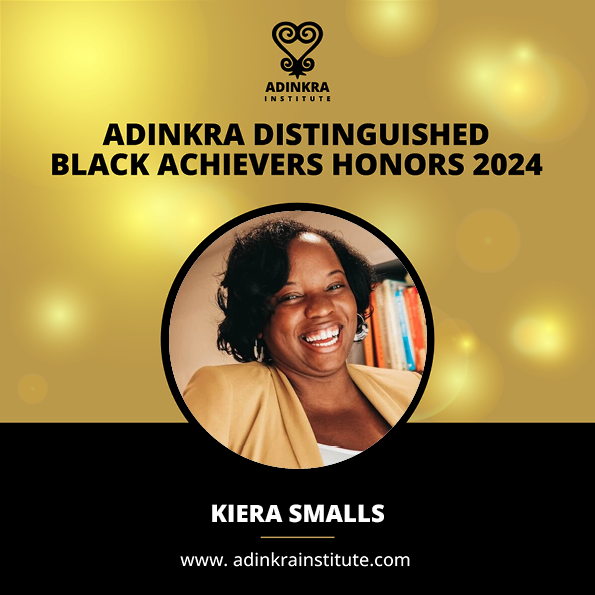 ADINKRA
INSTITUTE
ADINKRA DISTINGUISHED
BLACK ACHIEVERS HONORS 2024
KIERA SMALLS
www. adinkrainstitute.com